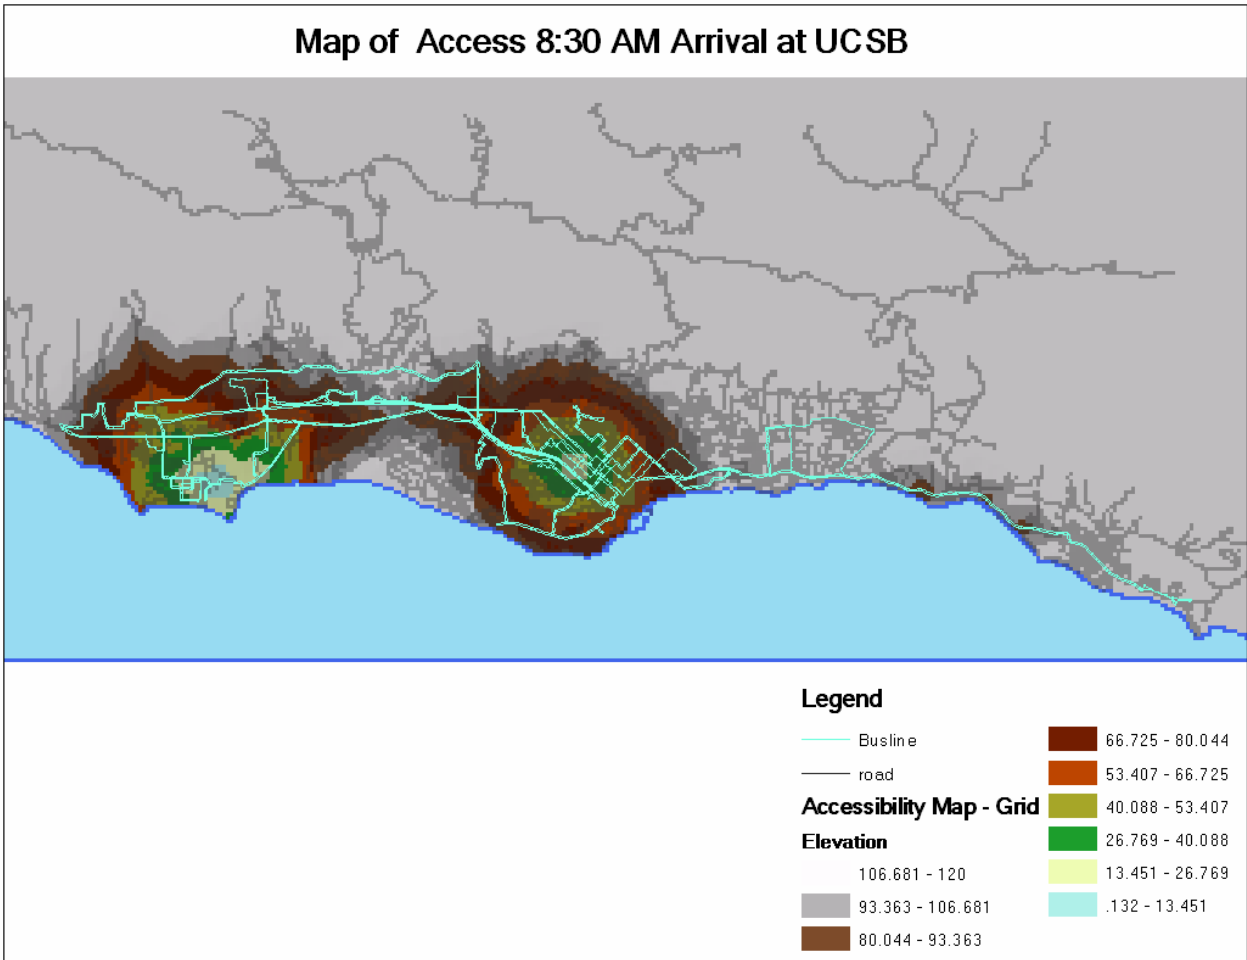 Map of Access 8:30 AM Arrival at UCSB
Legend
Busline
road
Accessibility Map - Grid
Elevation
106.681 - 120
93.363 - 106.681
80.044 - 93.363
66.725 - 80.044
53.407 - 66.725
40.088 - 53.407
26.769 - 40.088
13.451 - 26.769
.132 - 13.451